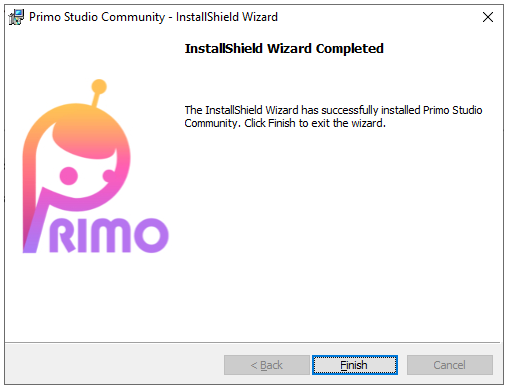 Primo Studio Community - InstallShield Wizard
InstallShield Wizard Completed
The InstallShield Wizard has successfully installed Primo Studio
Community. Click Finish to exit the wizard.
PRIMO
< Back
Finish
Cancel